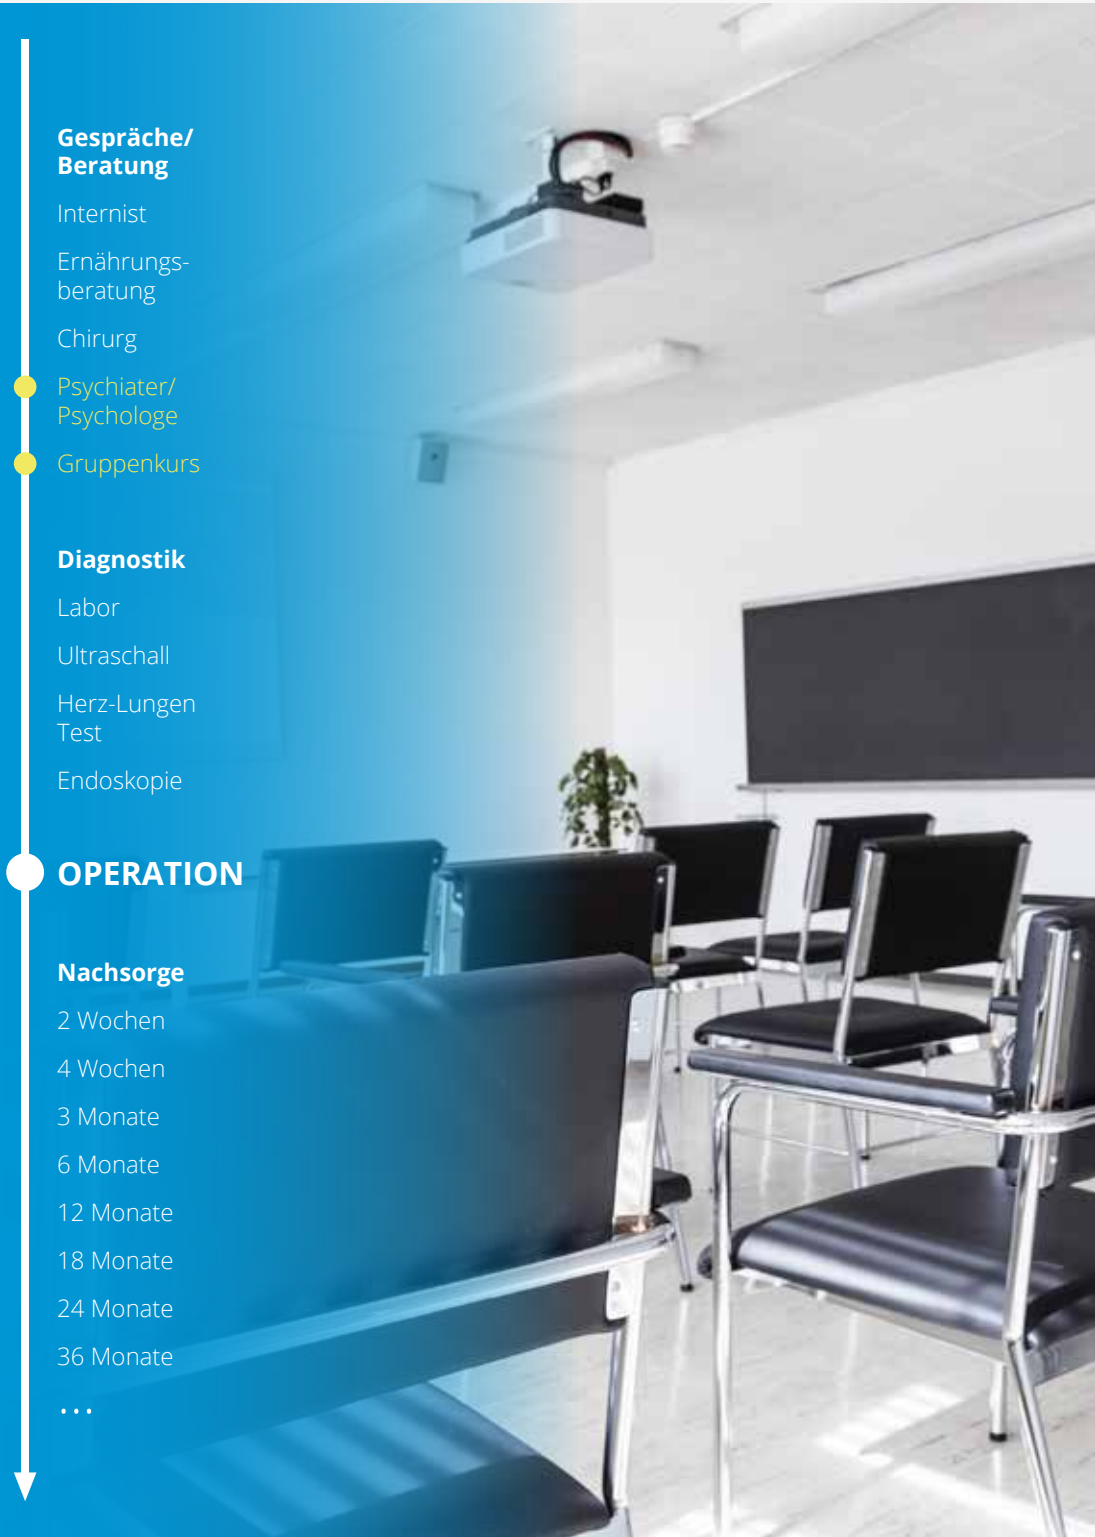 Gespräche/
Beratung
Internist
Ernährungs-
beratung
Chirurg
Psychiater/
Psychologe
Gruppenkurs
Diagnostik
Labor
Ultraschall
Herz-Lungen
Test
Endoskopie
OPERATION
Nachsorge
2 Wochen
4 Wochen
3 Monate
6 Monate
12 Monate
18 Monate
24 Monate
36 Monate
...